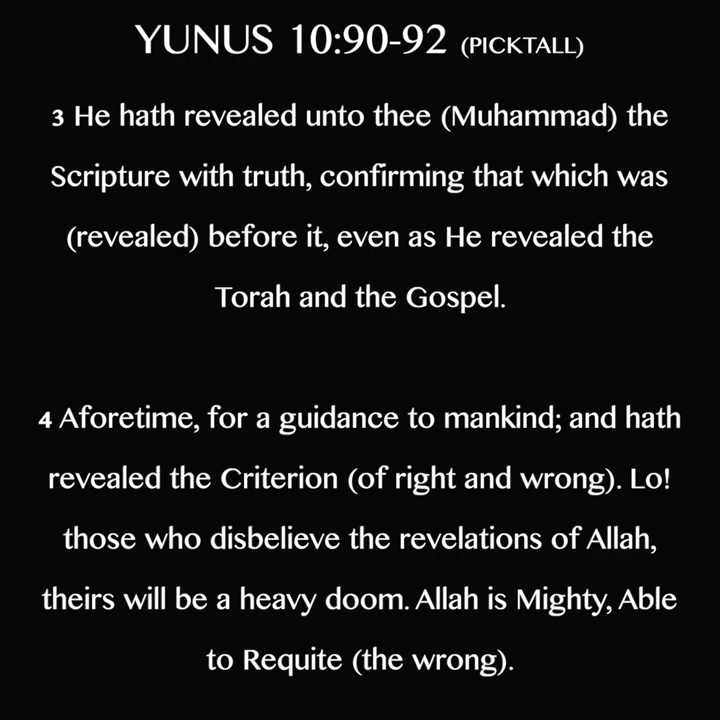 YUNUS 10:90-92 (PICKTALL)
3 He hath revealed unto thee (Muhammad) the
Scripture with truth, confirming that which was
(revealed) before it, even as He revealed the
Torah and the Gospel.
4 Aforetime, for a guidance to mankind; and hath
revealed the Criterion (of right and wrong). Lo!
those who disbelieve the revelations of Allah,
theirs will be a heavy doom. Allah is Mighty, Able
to Requite (the wrong).